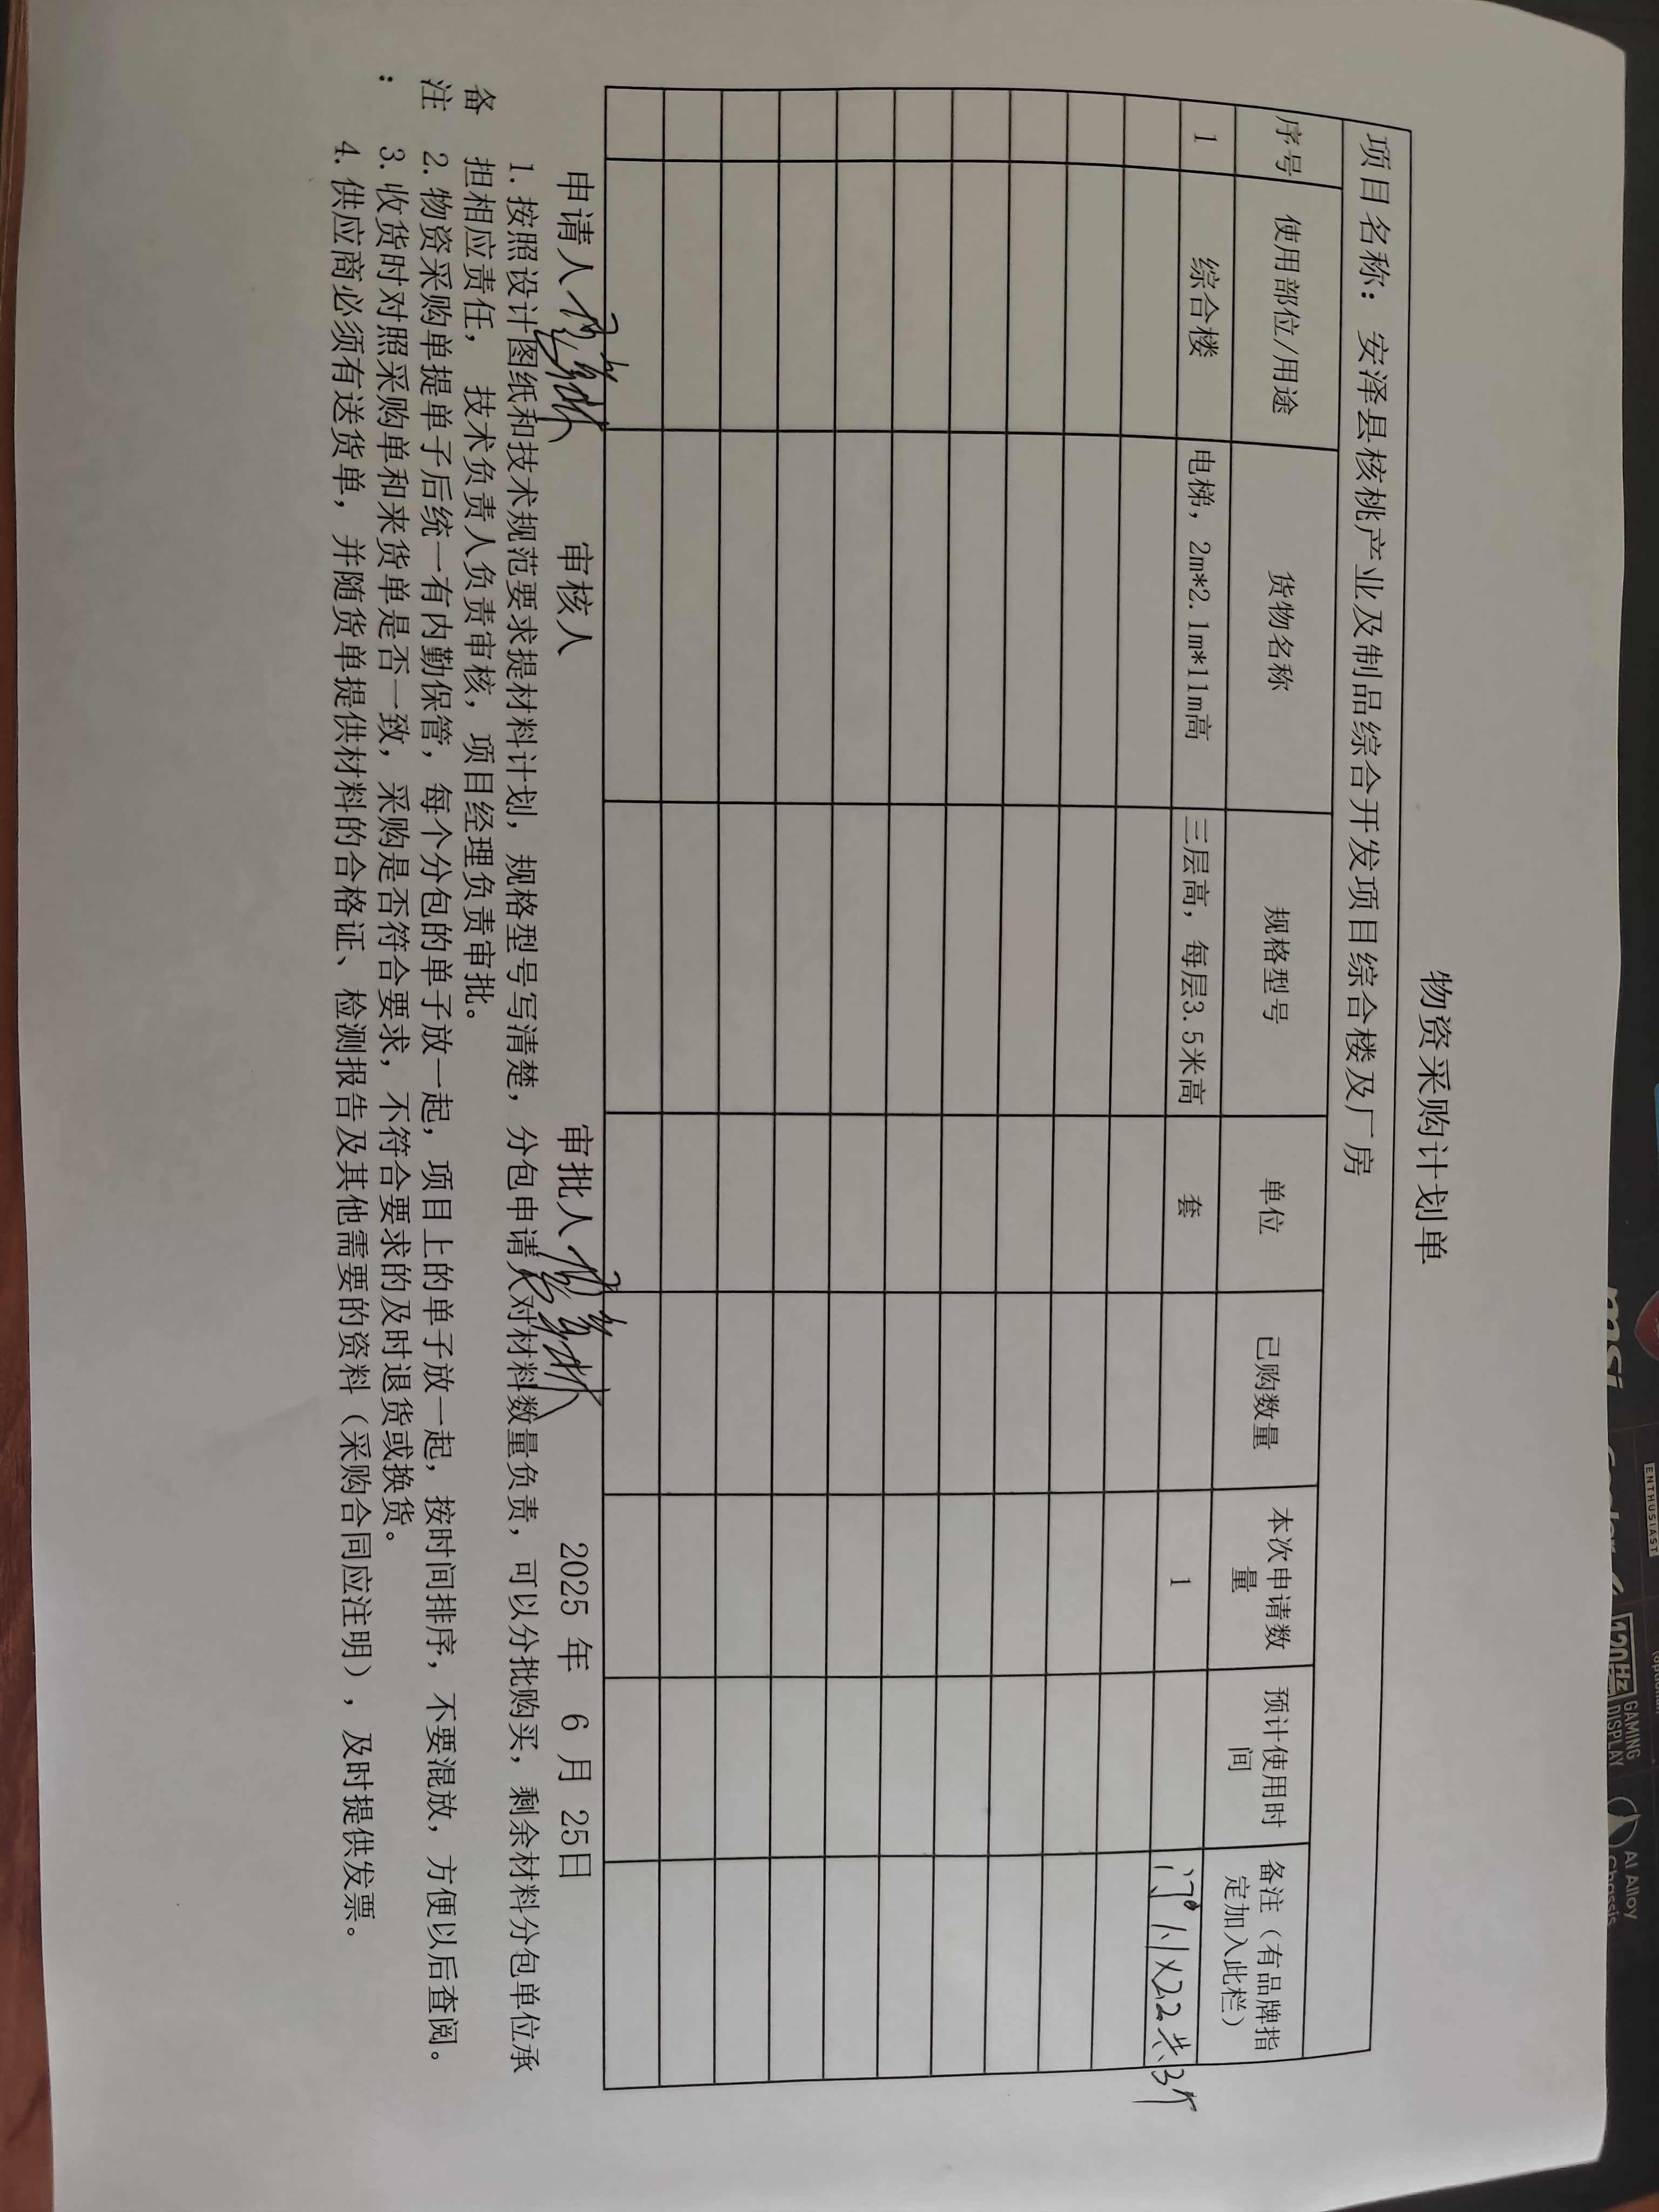 物资采购计划单
项目名称： 安泽县核桃产业及制品综合开发项目综合楼及厂房
序号 使用部位/用途 货物名称 规格型号 单位 已购数量 本次申请数量 预计使用时间 备注（有品牌指定加入此栏）
1 综合楼 电梯，2m*2.1m*11m高 三层高，每层3.5米高 套 1 1.1×2.2共3个
申请人 审核人 审批人 2025 年 6 月 25日
备注：
1. 按照设计图纸和技术规范要求提材料计划，规格型号写清楚，分包申请人对材料数量负责，可以分批购买，剩余材料分包单位承
担相应责任，技术负责人负责审核，项目经理负责审批。
2. 物资采购单提单子后统一有内勤保管，每个分包的单子放一起，项目上的单子放一起，按时间排序，不要混放，方便以后查阅。
3. 收货时对照采购单和来货单是否一致，采购是否符合要求，不符合要求的及时退货或换货。
4. 供应商必须有送货单，并随货单提供材料的合格证、检测报告及其他需要的资料（采购合同应注明），及时提供发票。
msi
ENTHUSIAST
120Hz GAMING
DISPLAY
AI Alloy
Chassis